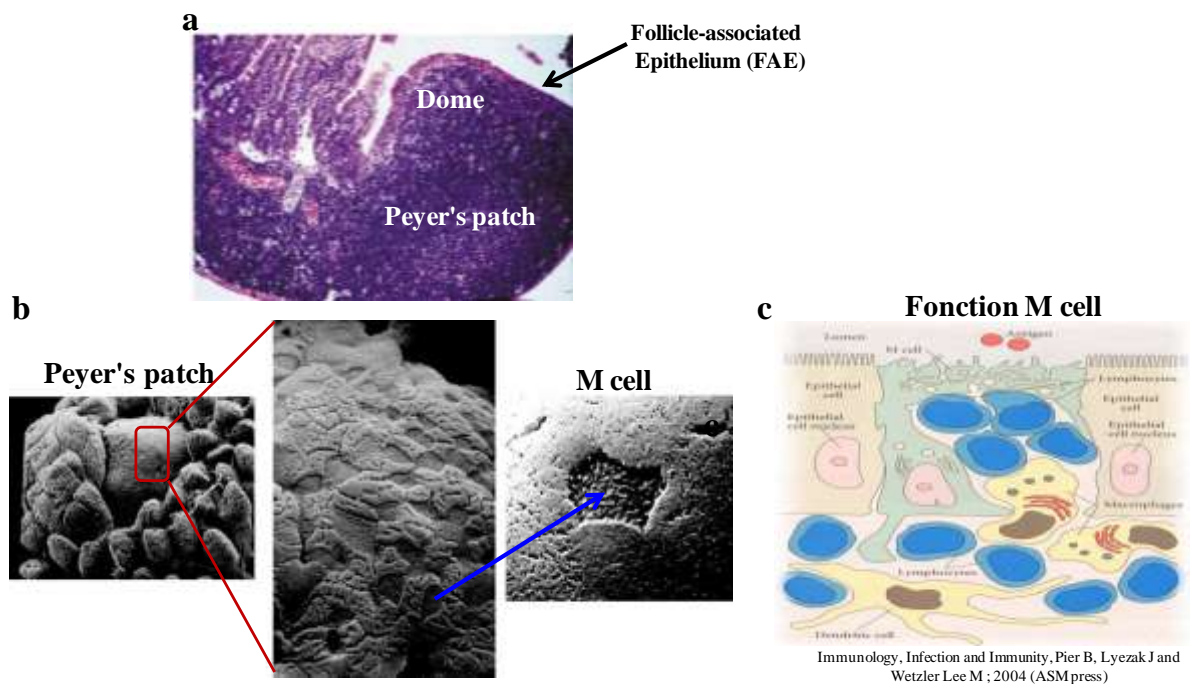 a
Follicle-associated
Epithelium (FAE)
Dome
Peyer's patch
b
Peyer's patch
M cell
c
Fonction M cell
Antigen
Lumen
M cell
Lymphocytes
Epithelial
cell
Epithelial
cell
Epithelial
cell nucleus
Epithelial
cell nucleus
Macrophages
Lymphocytes
Dendritic cell
Immunology, Infection and Immunity, Pier B, Lyezak J and
Wetzler Lee M ; 2004 (ASM press)